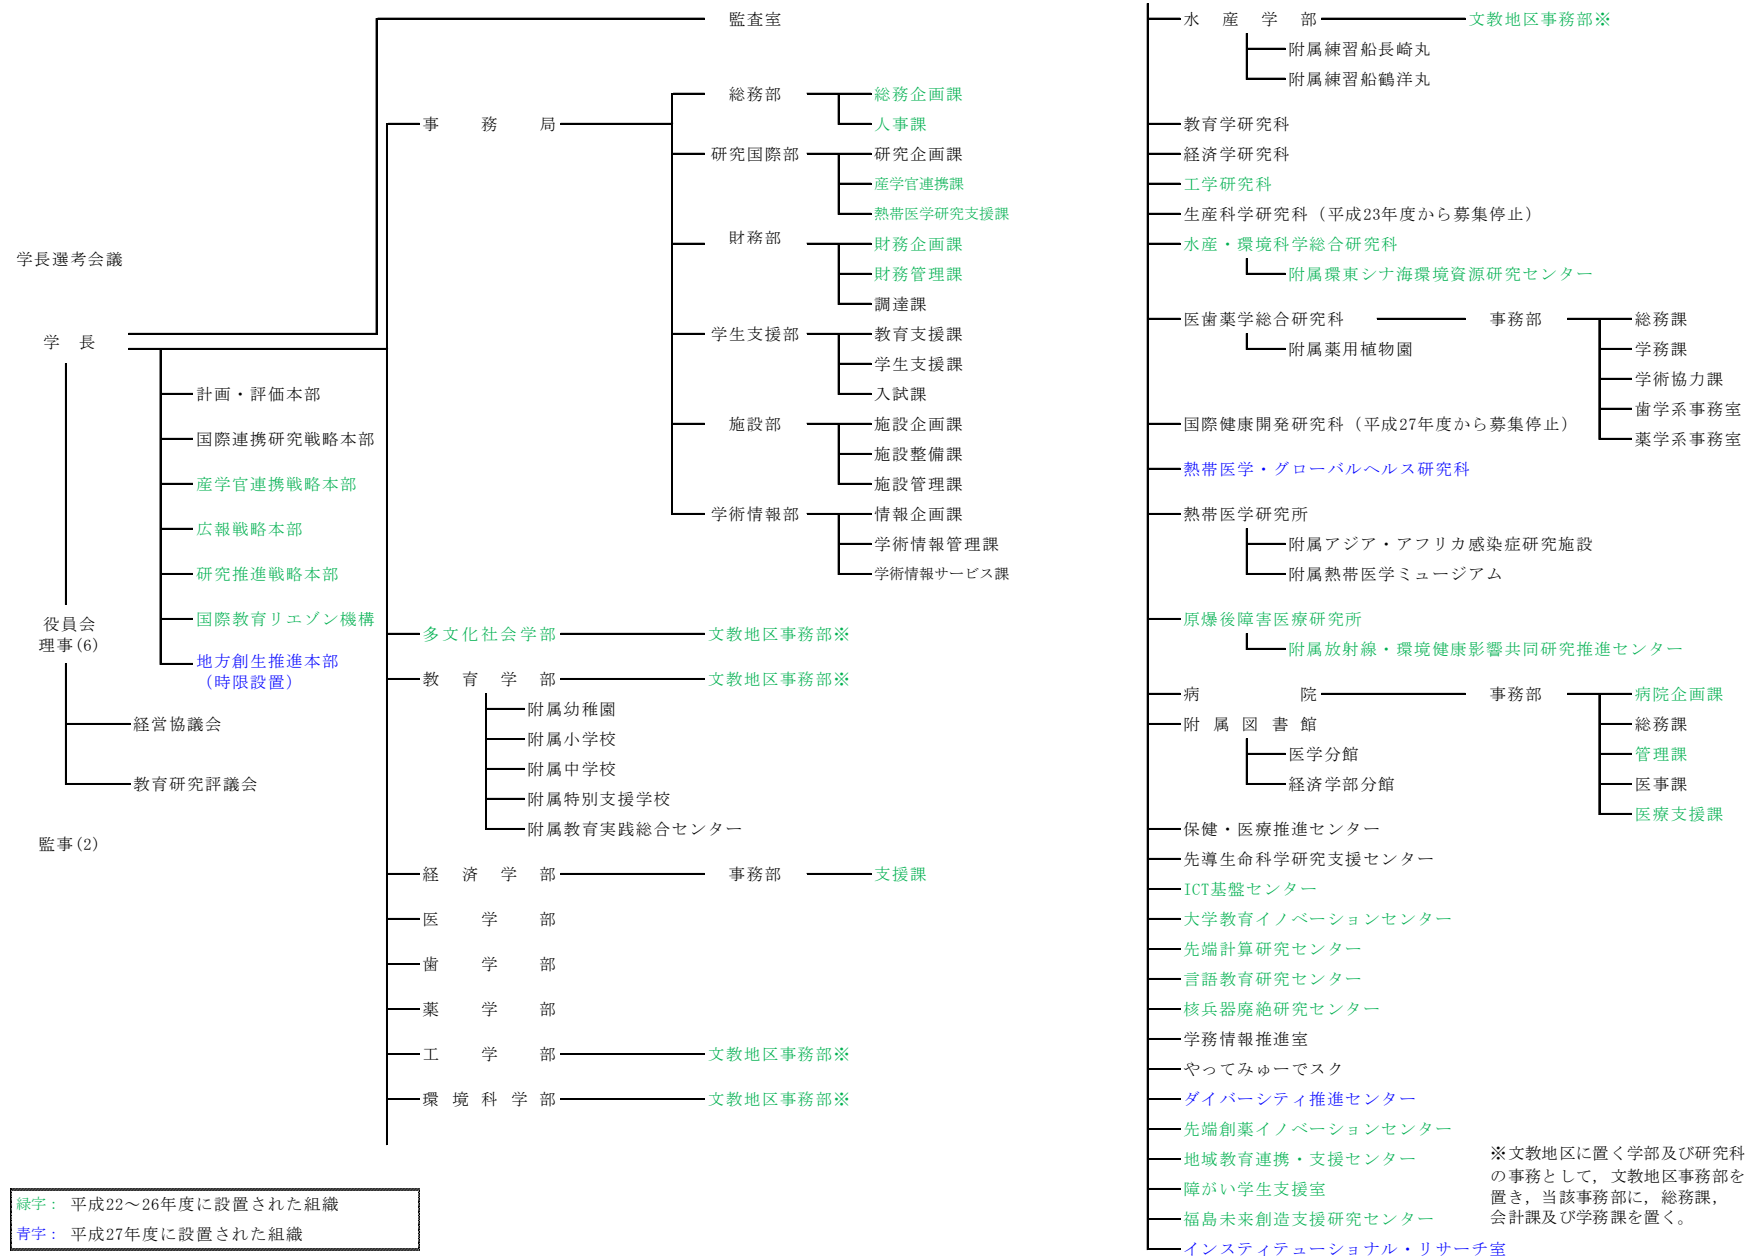 監査室
総務部
総務企画課
事務局
人事課
研究国際部
研究企画課
産学官連携課
熱帯医学研究支援課
財務部
財務企画課
学長選考会議
財務管理課
調達課
学長
学生支援部
教育支援課
学生支援課
計画・評価本部
入試課
施設部
施設企画課
国際連携研究戦略本部
施設整備課
産学官連携戦略本部
施設管理課
学術情報部
情報企画課
広報戦略本部
学術情報管理課
研究推進戦略本部
学術情報サービス課
国際教育リエゾン機構
役員会
理事(6)
多文化社会学部
文教地区事務部※
地方創生推進本部
（時限設置）
教育学部
文教地区事務部※
附属幼稚園
経営協議会
附属小学校
附属中学校
教育研究評議会
附属特別支援学校
附属教育実践総合センター
監事(2)
経済学部
事務部
支援課
医学部
歯学部
薬学部
工学部
文教地区事務部※
環境科学部
文教地区事務部※
緑字：平成22～26年度に設置された組織
青字：平成27年度に設置された組織
水産学部
文教地区事務部※
附属練習船長崎丸
附属練習船鶴洋丸
教育学研究科
経済学研究科
工学研究科
生産科学研究科（平成23年度から募集停止）
水産・環境科学総合研究科
附属環東シナ海環境資源研究センター
医歯薬学総合研究科
事務部
総務課
附属薬用植物園
学務課
学術協力課
歯学系事務室
国際健康開発研究科（平成27年度から募集停止）
薬学系事務室
熱帯医学・グローバルヘルス研究科
熱帯医学研究所
附属アジア・アフリカ感染症研究施設
附属熱帯医学ミュージアム
原爆後障害医療研究所
附属放射線・環境健康影響共同研究推進センター
病院
事務部
病院企画課
附属図書館
総務課
医学分館
管理課
経済学部分館
医事課
医療支援課
保健・医療推進センター
先導生命科学研究支援センター
ICT基盤センター
大学教育イノベーションセンター
先端計算研究センター
言語教育研究センター
核兵器廃絶研究センター
学務情報推進室
やってみゅーでスク
ダイバーシティ推進センター
先端創薬イノベーションセンター
地域教育連携・支援センター
障がい学生支援室
福島未来創造支援研究センター
インスティテューショナル・リサーチ室
※文教地区に置く学部及び研究科
の事務として，文教地区事務部を
置き，当該事務部に，総務課，
会計課及び学務課を置く。